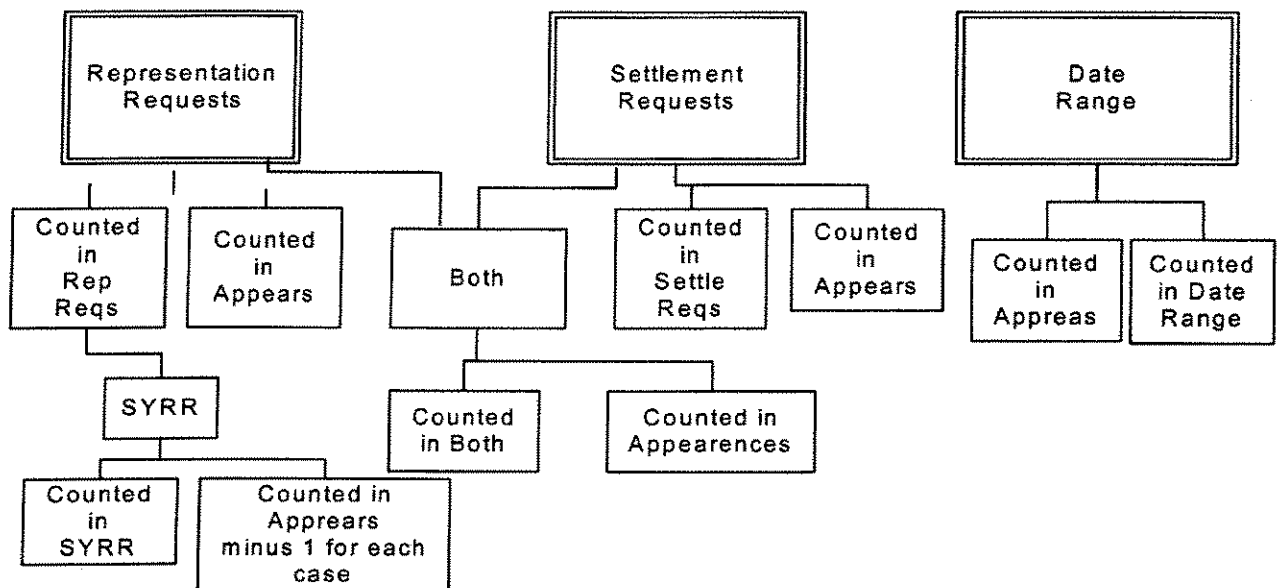 Representation
Requests
Settlement
Requests
Date
Range
Counted
in
Rep
Reqs
Counted
in
Appears
Both
Counted
in
Settle
Reqs
Counted
in
Appears
Counted
in
Appreas
Counted
in Date
Range
SYRR
Counted
in Both
Counted in
Appearences
Counted
in
SYRR
Counted in
Apprears
minus 1 for each
case